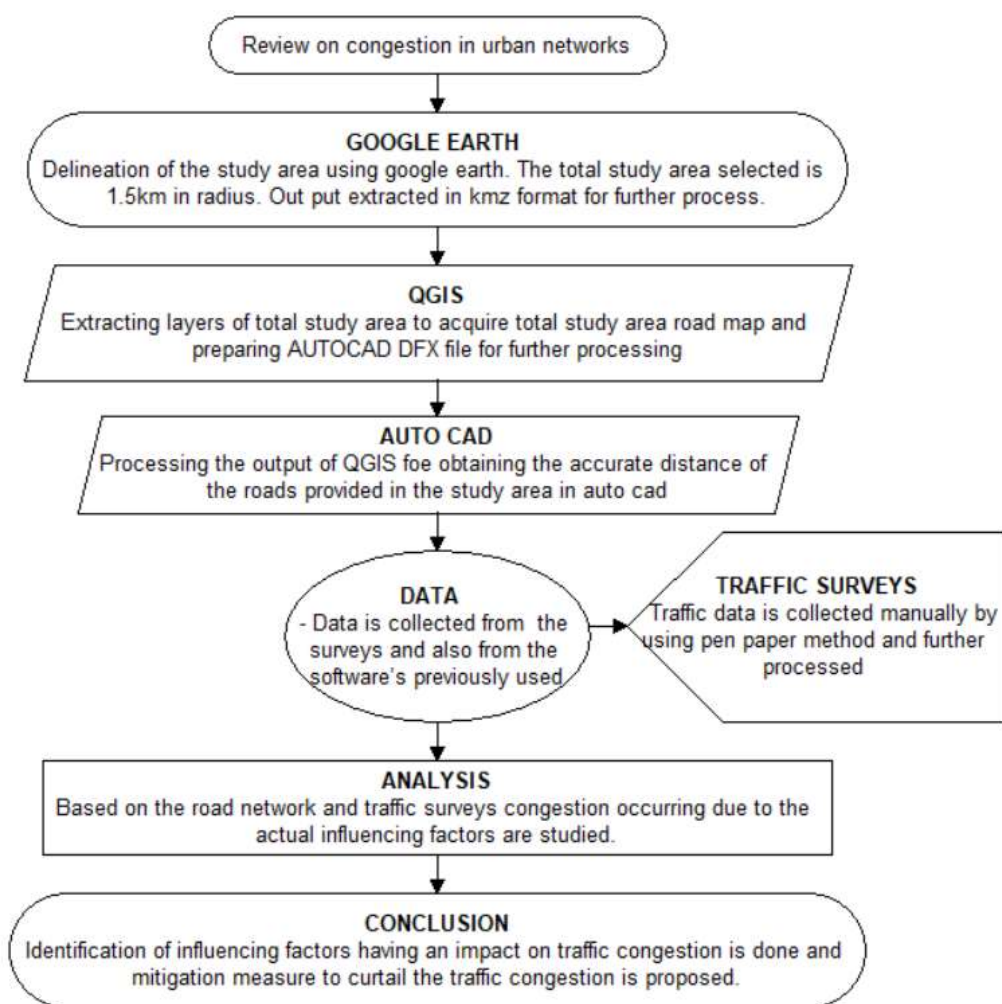 Review on congestion in urban networks
GOOGLE EARTH
Delineation of the study area using google earth. The total study area selected is
1.5km in radius. Out put extracted in kmz format for further process.
QGIS
Extracting layers of total study area to acquire total study area road map and
preparing AUTOCAD DFX file for further processing
AUTO CAD
Processing the output of QGIS foe obtaining the accurate distance of
the roads provided in the study area in auto cad
DATA
- Data is collected from the
surveys and also from the
software's previously used
TRAFFIC SURVEYS
Traffic data is collected manually by
using pen paper method and further
processed
ANALYSIS
Based on the road network and traffic surveys congestion occurring due to the
actual influencing factors are studied.
CONCLUSION
Identification of influencing factors having an impact on traffic congestion is done and
mitigation measure to curtail the traffic congestion is proposed.